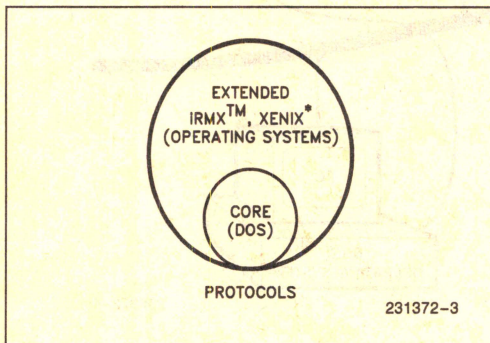 EXTENDED
iRMX™, XENIX*
(OPERATING SYSTEMS)
CORE
(DOS)
PROTOCOLS
231372-3